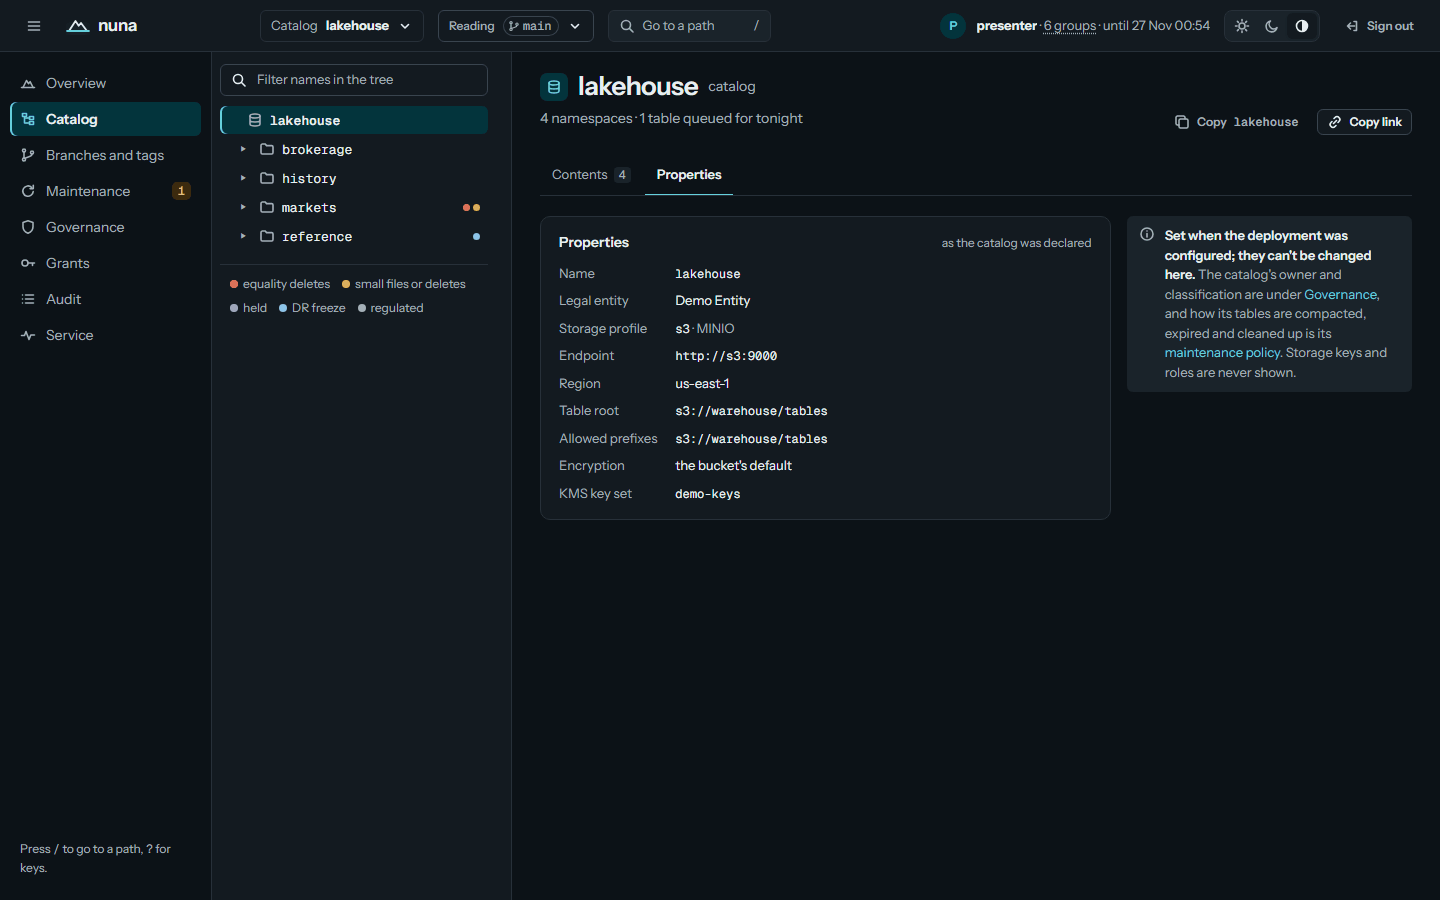 nuna
Catalog lakehouse
Reading main
Go to a path /
P presenter · 6 groups · until 27 Nov 00:54
Sign out
Overview
Catalog
Branches and tags
Maintenance 1
Governance
Grants
Audit
Service
Press / to go to a path, ? for
keys.
Filter names in the tree
lakehouse
brokerage
history
markets
reference
equality deletes small files or deletes
held DR freeze regulated
lakehouse catalog
4 namespaces · 1 table queued for tonight
Copy lakehouse Copy link
Contents 4 Properties
Properties as the catalog was declared
Name lakehouse
Legal entity Demo Entity
Storage profile s3 · MINIO
Endpoint http://s3:9000
Region us-east-1
Table root s3://warehouse/tables
Allowed prefixes s3://warehouse/tables
Encryption the bucket's default
KMS key set demo-keys
Set when the deployment was
configured; they can't be changed
here. The catalog's owner and
classification are under Governance,
and how its tables are compacted,
expired and cleaned up is its
maintenance policy. Storage keys and
roles are never shown.